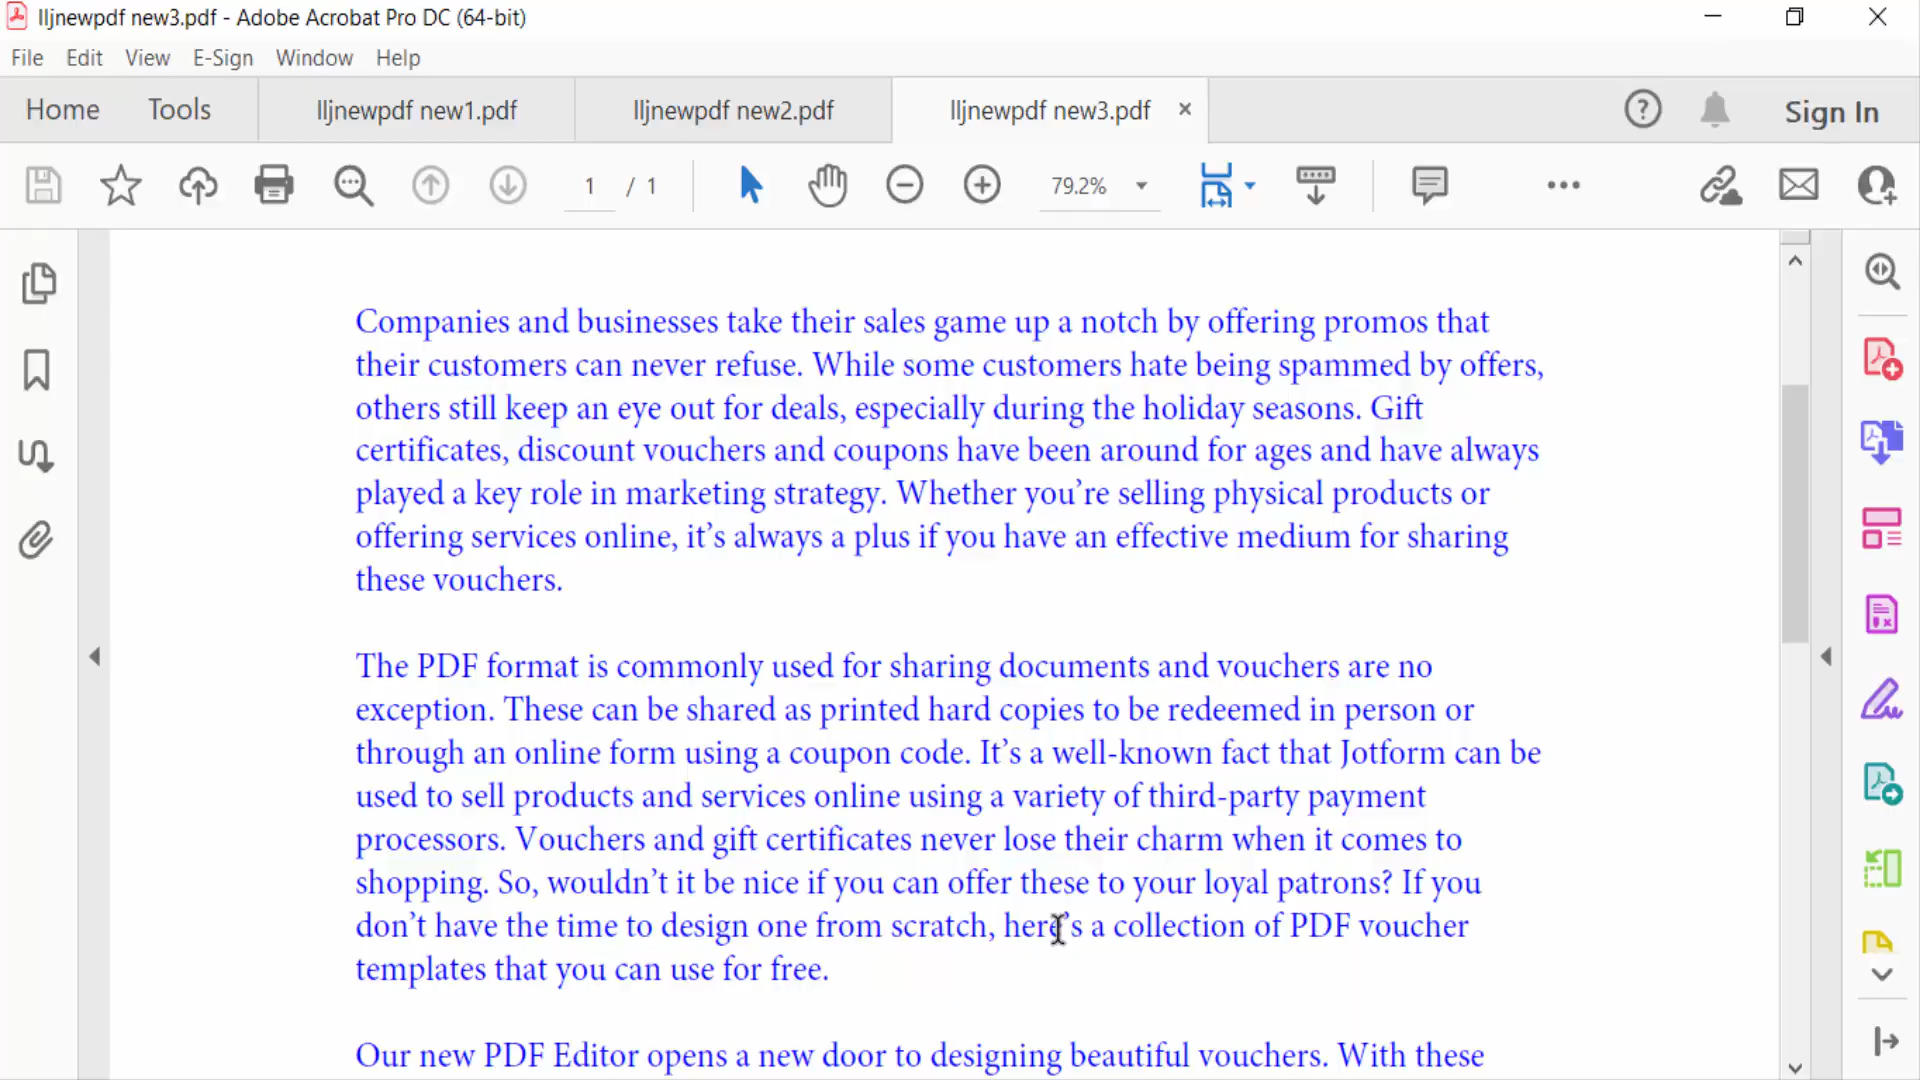 lljnewpdf new3.pdf - Adobe Acrobat Pro DC (64-bit)
File Edit View E-Sign Window Help
Home Tools lljnewpdf new1.pdf lljnewpdf new2.pdf lljnewpdf new3.pdf Sign In
1 / 1 79.2%
Companies and businesses take their sales game up a notch by offering promos that
their customers can never refuse. While some customers hate being spammed by offers,
others still keep an eye out for deals, especially during the holiday seasons. Gift
certificates, discount vouchers and coupons have been around for ages and have always
played a key role in marketing strategy. Whether you’re selling physical products or
offering services online, it’s always a plus if you have an effective medium for sharing
these vouchers.
The PDF format is commonly used for sharing documents and vouchers are no
exception. These can be shared as printed hard copies to be redeemed in person or
through an online form using a coupon code. It’s a well-known fact that Jotform can be
used to sell products and services online using a variety of third-party payment
processors. Vouchers and gift certificates never lose their charm when it comes to
shopping. So, wouldn’t it be nice if you can offer these to your loyal patrons? If you
don’t have the time to design one from scratch, here’s a collection of PDF voucher
templates that you can use for free.
Our new PDF Editor opens a new door to designing beautiful vouchers. With these